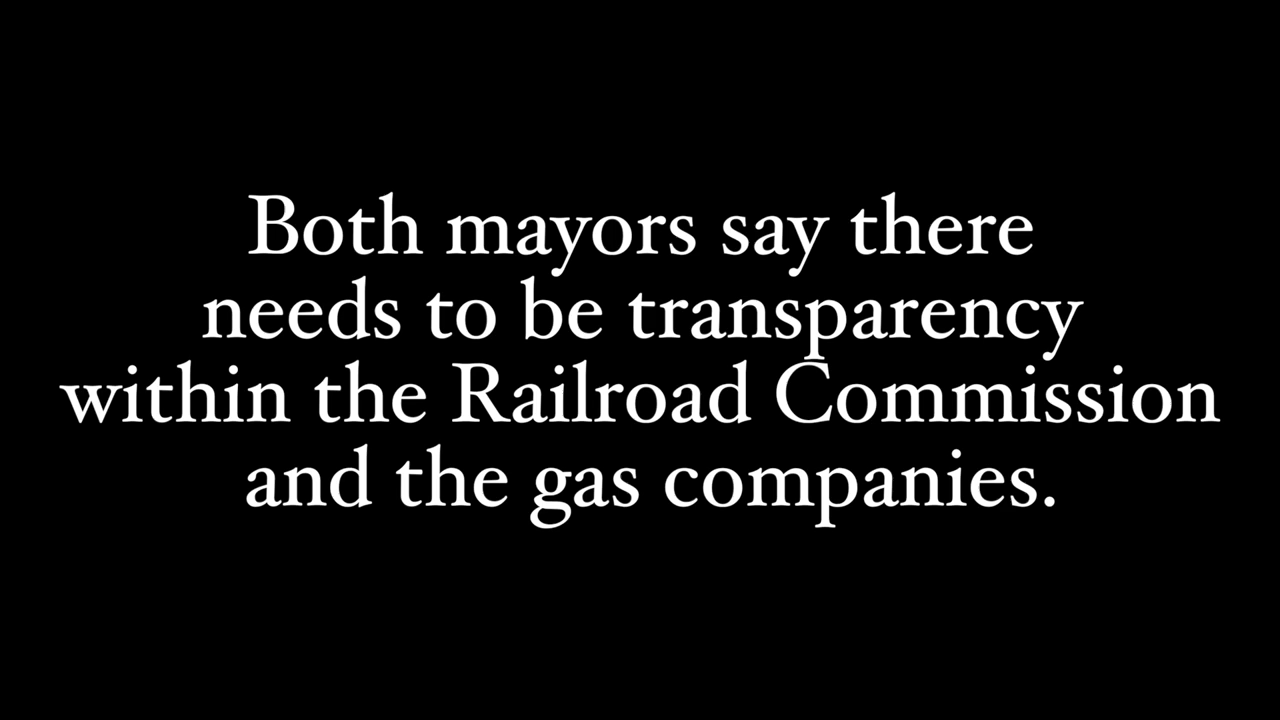 Both mayors say there
needs to be transparency
within the Railroad Commission
and the gas companies.